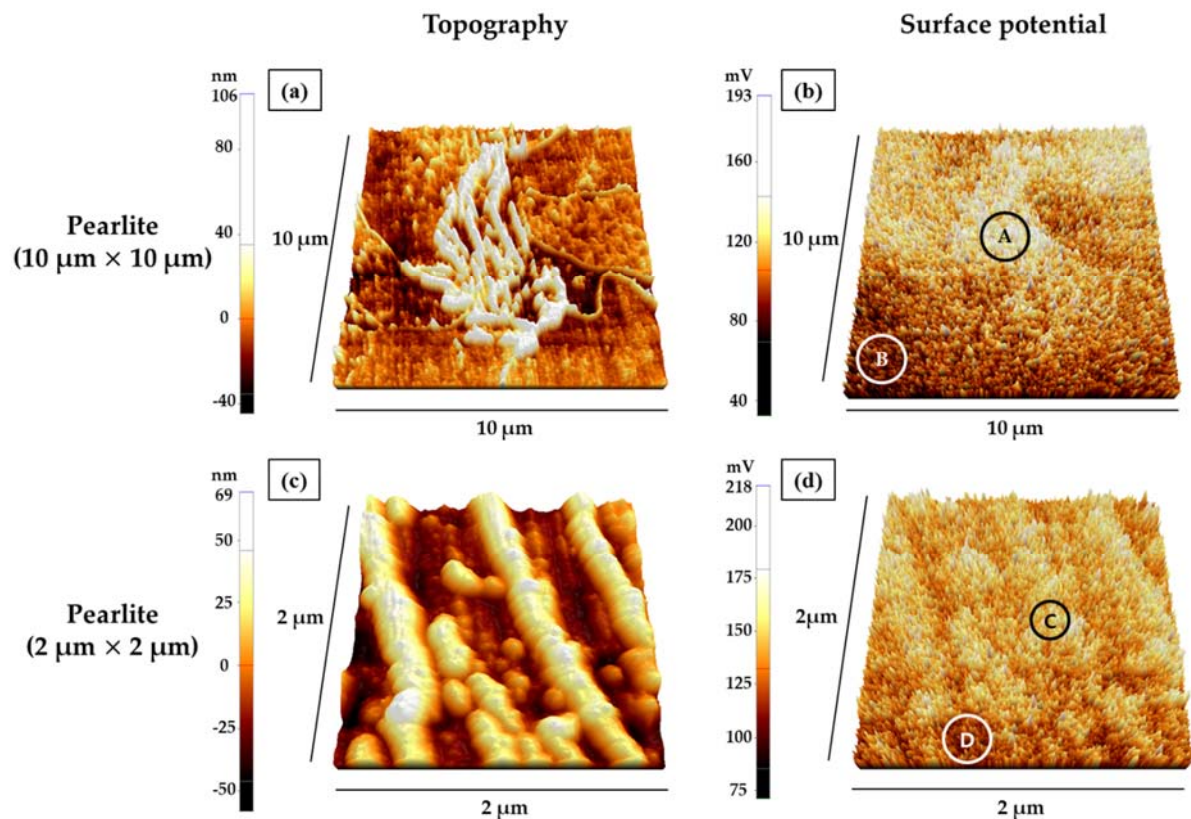 Topography
Surface potential
nm
106
80
40
0
-40
(a)
10 μm
10 μm
mV
193
160
120
80
40
(b)
A
B
10 μm
10 μm
Pearlite
(10 μm × 10 μm)
nm
69
50
25
0
-25
-50
(c)
2 μm
2 μm
mV
218
200
175
150
125
100
75
(d)
C
D
2μm
2 μm
Pearlite
(2 μm × 2 μm)